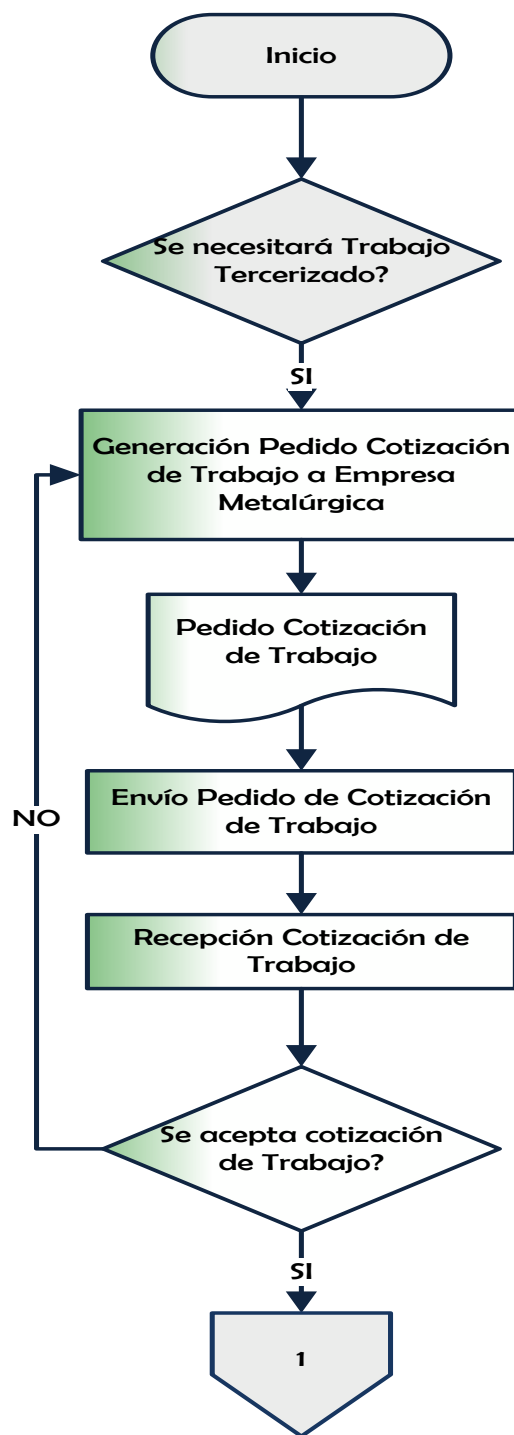 Inicio
Se necesitará Trabajo
Tercerizado?
SI
Generación Pedido Cotización
de Trabajo a Empresa
Metalúrgica
Pedido Cotización
de Trabajo
Envío Pedido de Cotización
de Trabajo
NO
Recepción Cotización de
Trabajo
Se acepta cotización
de Trabajo?
SI
1